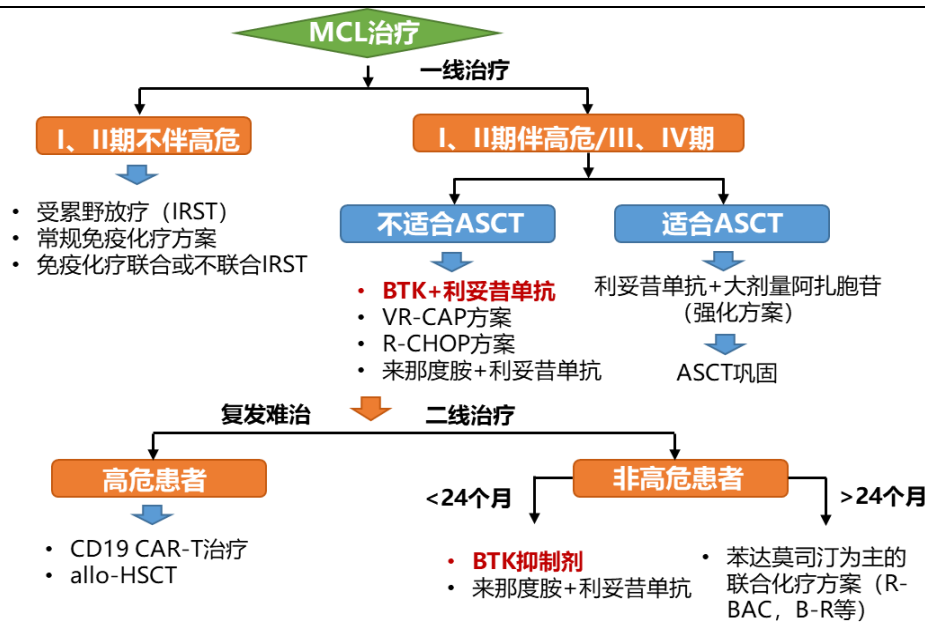 MCL治疗
一线治疗
I、II期不伴高危
I、II期伴高危/III、IV期
• 受累野放疗（IRST）
• 常规免疫化疗方案
• 免疫化疗联合或不联合IRST
不适合ASCT
适合ASCT
• BTK+利妥昔单抗
• VR-CAP方案
• R-CHOP方案
• 来那度胺+利妥昔单抗
利妥昔单抗+大剂量阿扎胞苷
（强化方案）
ASCT巩固
复发难治
二线治疗
高危患者
非高危患者
<24个月
>24个月
• CD19 CAR-T治疗
• allo-HSCT
• BTK抑制剂
• 来那度胺+利妥昔单抗
• 苯达莫司汀为主的
联合化疗方案（R-
BAC，B-R等）